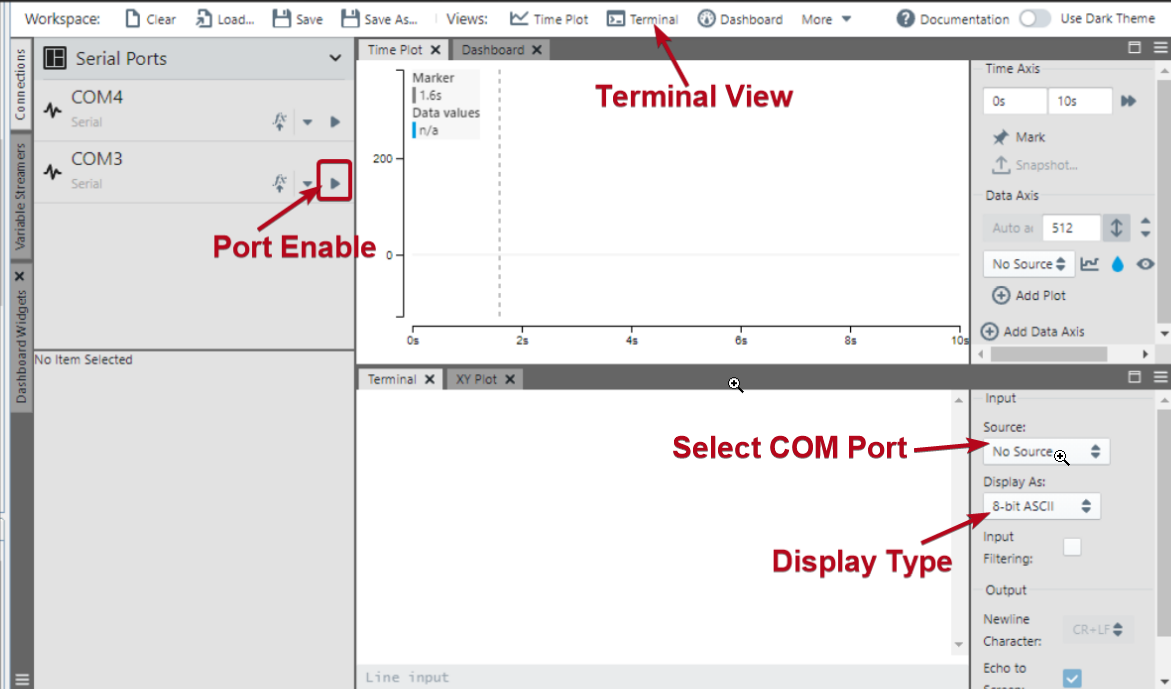 Workspace: Clear Load... Save Save As... Views: Time Plot Terminal Dashboard More Documentation Use Dark Theme
Connections
Variable Streamers
Dashboard Widgets
Serial Ports
COM4
Serial
COM3
Serial
Port Enable
No Item Selected
Time Plot Dashboard
Marker
1.6s
Data values
n/a
200
0
0s 2s 4s 6s 8s 10s
Terminal View
Time Axis
0s 10s
Mark
Snapshot...
Data Axis
Auto 512
No Source
Add Plot
Add Data Axis
Terminal XY Plot
Select COM Port
Display Type
Line input
Input
Source:
No Source
Display As:
8-bit ASCII
Input
Filtering:
Output
Newline
Character:
CR+LF
Echo to